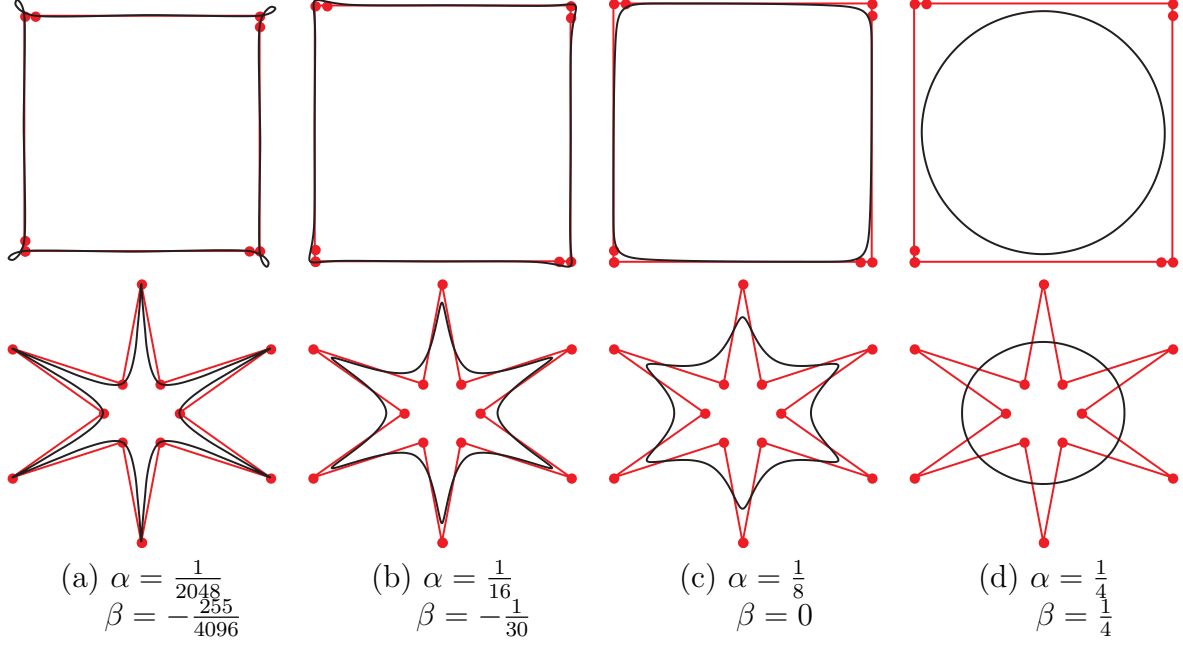 (a) α = 1/2048 (b) α = 1/16 (c) α = 1/8 (d) α = 1/4
β = −255/4096 β = −1/30 β = 0 β = 1/4